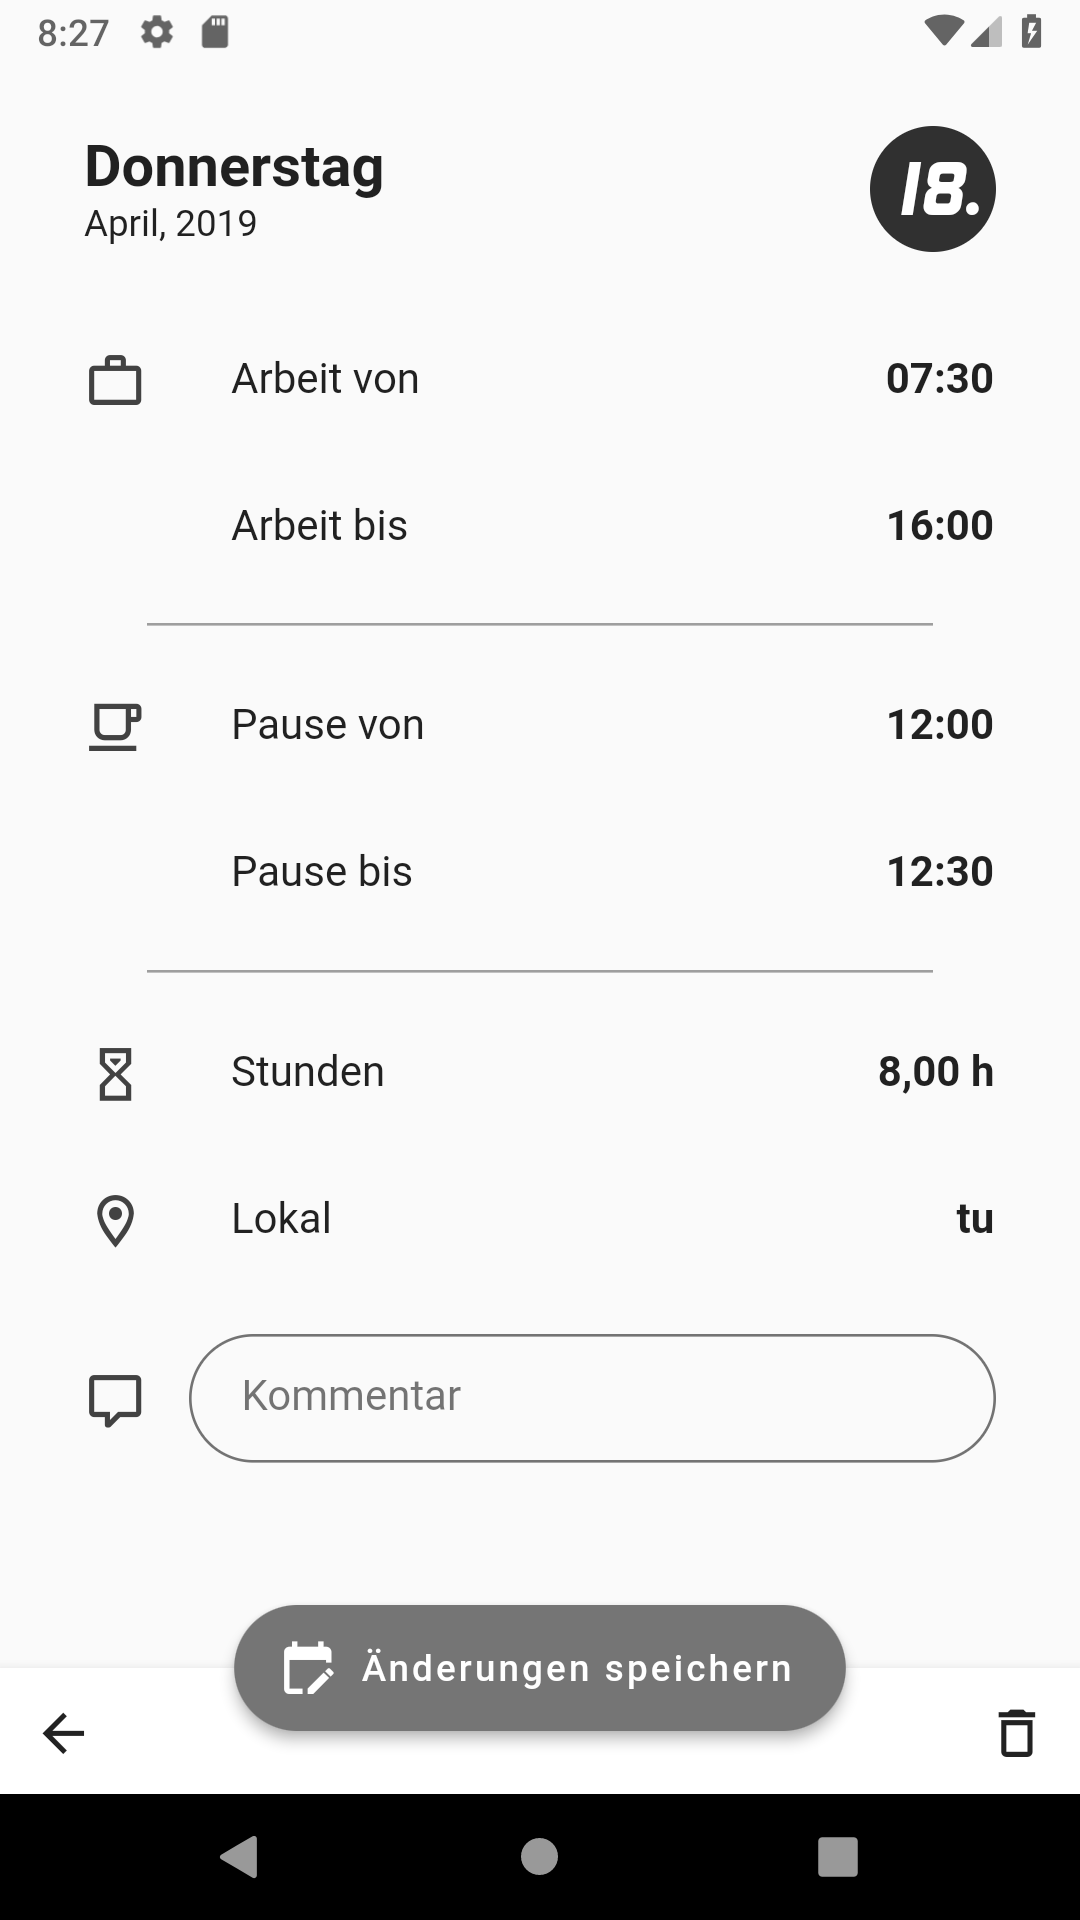 8:27
Donnerstag
April, 2019
18.
Arbeit von 07:30
Arbeit bis 16:00
Pause von 12:00
Pause bis 12:30
Stunden 8,00 h
Lokal tu
Kommentar
Änderungen speichern